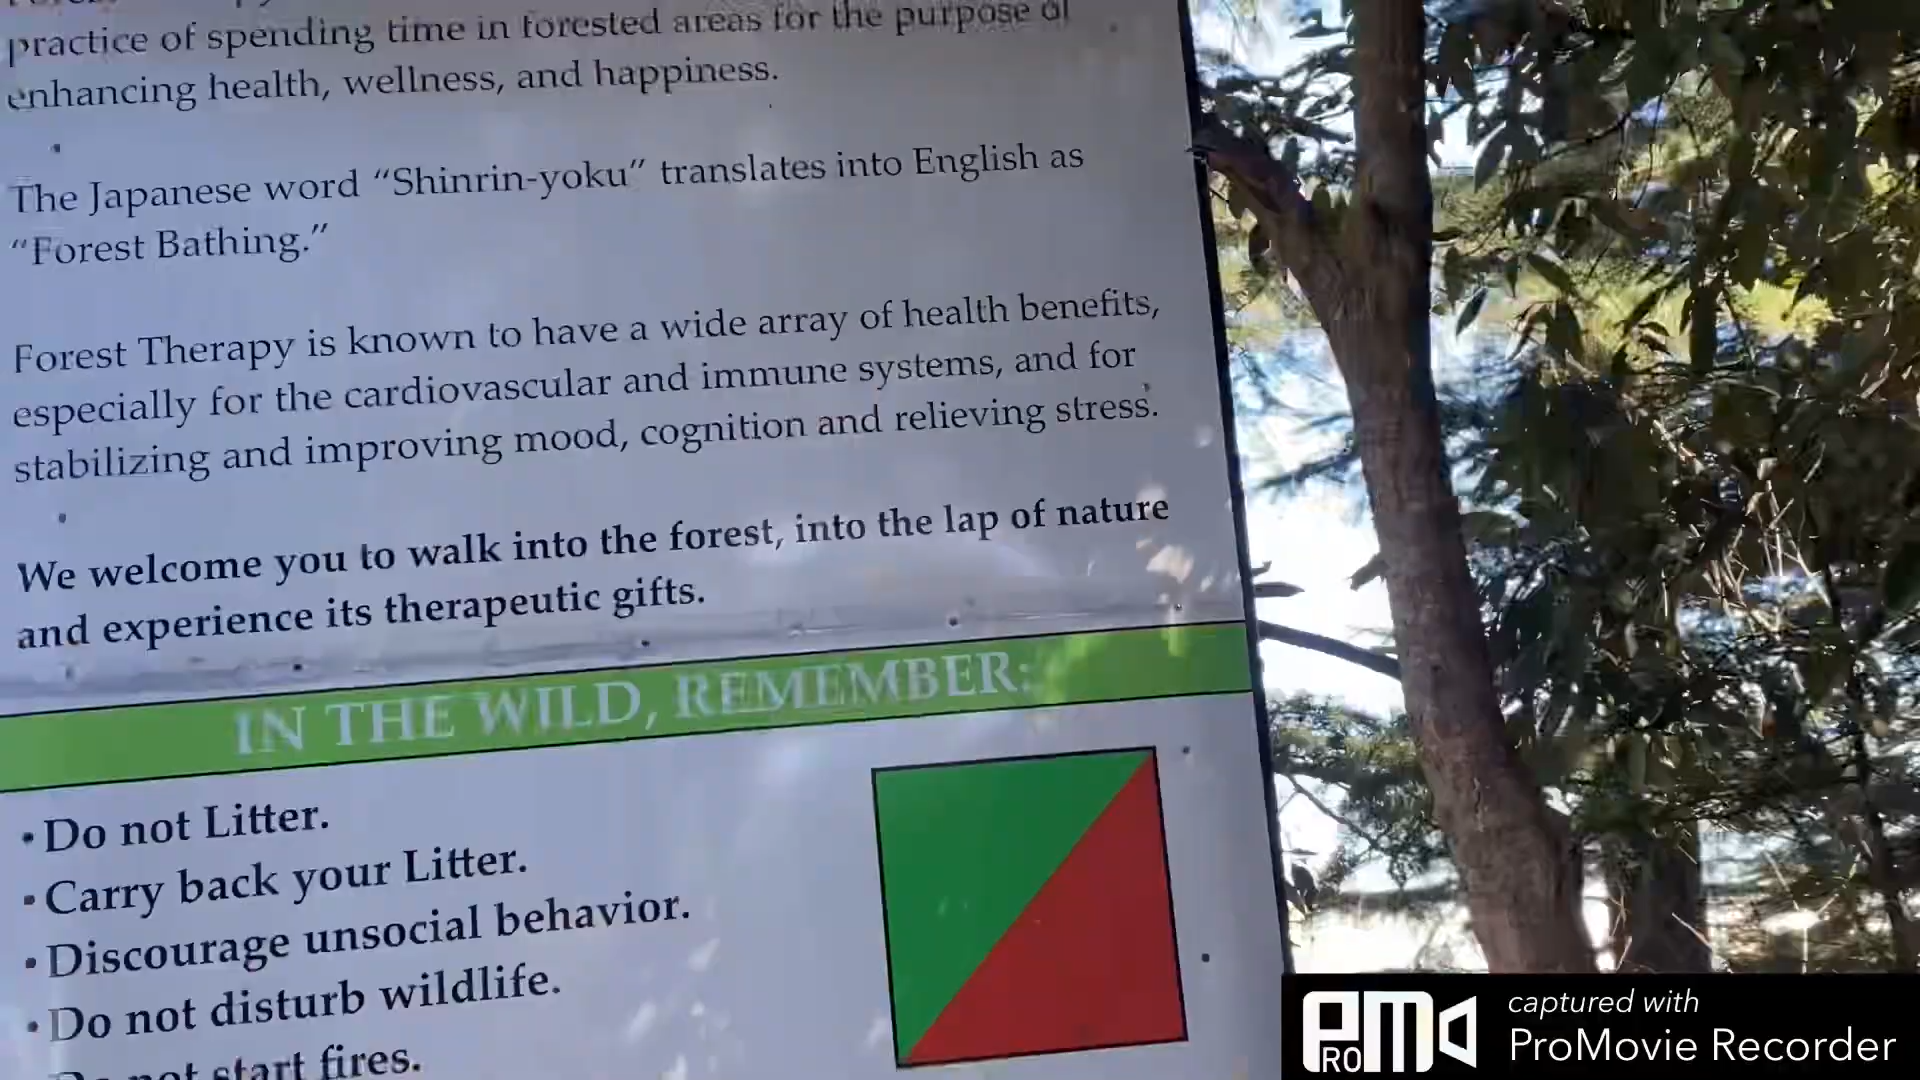 practice of spending time in forested areas for the purpose of
enhancing health, wellness, and happiness.
The Japanese word “Shinrin-yoku” translates into English as
“Forest Bathing.”
Forest Therapy is known to have a wide array of health benefits,
especially for the cardiovascular and immune systems, and for
stabilizing and improving mood, cognition and relieving stress.
We welcome you to walk into the forest, into the lap of nature
and experience its therapeutic gifts.
IN THE WILD, REMEMBER:
• Do not Litter.
• Carry back your Litter.
• Discourage unsocial behavior.
• Do not disturb wildlife.
not start fires.
PRO M
captured with
ProMovie Recorder